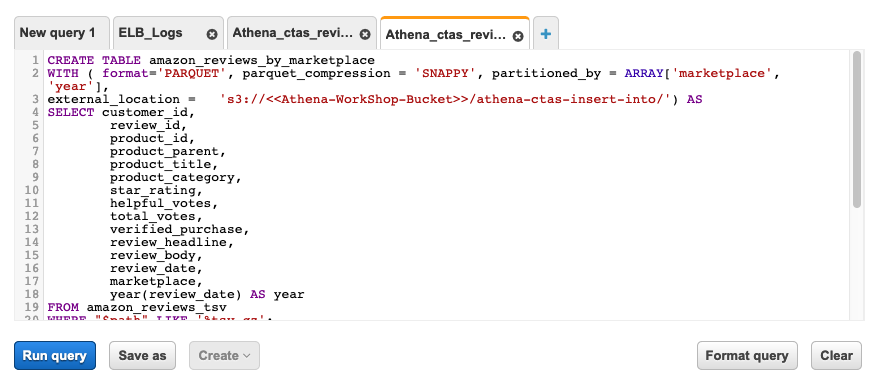 New query 1 ELB_Logs Athena_ctas_revi... Athena_ctas_revi... +
1 CREATE TABLE amazon_reviews_by_marketplace
2 WITH ( format='PARQUET', parquet_compression = 'SNAPPY', partitioned_by = ARRAY['marketplace',
'year'],
3 external_location =   's3://<<Athena-WorkShop-Bucket>>/athena-ctas-insert-into/') AS
4 SELECT customer_id,
5 review_id,
6 product_id,
7 product_parent,
8 product_title,
9 product_category,
10 star_rating,
11 helpful_votes,
12 total_votes,
13 verified_purchase,
14 review_headline,
15 review_body,
16 review_date,
17 marketplace,
18 year(review_date) AS year
19 FROM amazon_reviews_tsv
20 WHERE "$path" LIKE '%tsv.gz';
Run query Save as Create Format query Clear